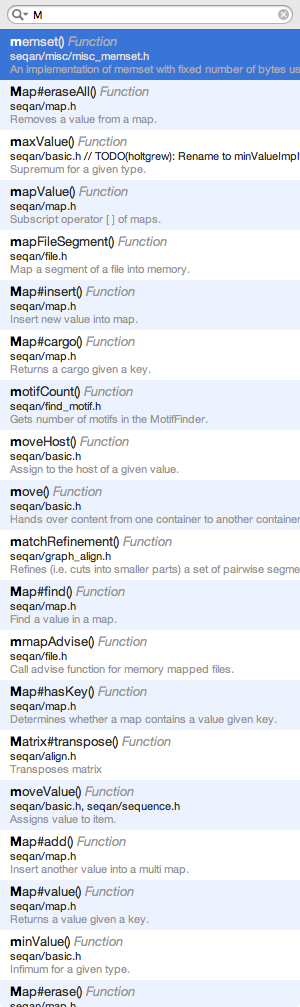 M
memset() Function
seqan/misc/misc_memset.h
An implementation of memset with fixed number of bytes us
Map#eraseAll() Function
seqan/map.h
Removes a value from a map.
maxValue() Function
seqan/basic.h // TODO(holtgrew): Rename to minValueImpl
Supremum for a given type.
mapValue() Function
seqan/map.h
Subscript operator [ ] of maps.
mapFileSegment() Function
seqan/file.h
Map a segment of a file into memory.
Map#insert() Function
seqan/map.h
Insert new value into map.
Map#cargo() Function
seqan/map.h
Returns a cargo given a key.
motifCount() Function
seqan/find_motif.h
Gets number of motifs in the MotifFinder.
moveHost() Function
seqan/basic.h
Assign to the host of a given value.
move() Function
seqan/basic.h
Hands over content from one container to another container
matchRefinement() Function
seqan/graph_align.h
Refines (i.e. cuts into smaller parts) a set of pairwise segme
Map#find() Function
seqan/map.h
Find a value in a map.
mmapAdvise() Function
seqan/file.h
Call advise function for memory mapped files.
Map#hasKey() Function
seqan/map.h
Determines whether a map contains a value given key.
Matrix#transpose() Function
seqan/align.h
Transposes matrix
moveValue() Function
seqan/basic.h, seqan/sequence.h
Assigns value to item.
Map#add() Function
seqan/map.h
Insert another value into a multi map.
Map#value() Function
seqan/map.h
Returns a value given a key.
minValue() Function
seqan/basic.h
Infimum for a given type.
Map#erase() Function
seqan/map.h